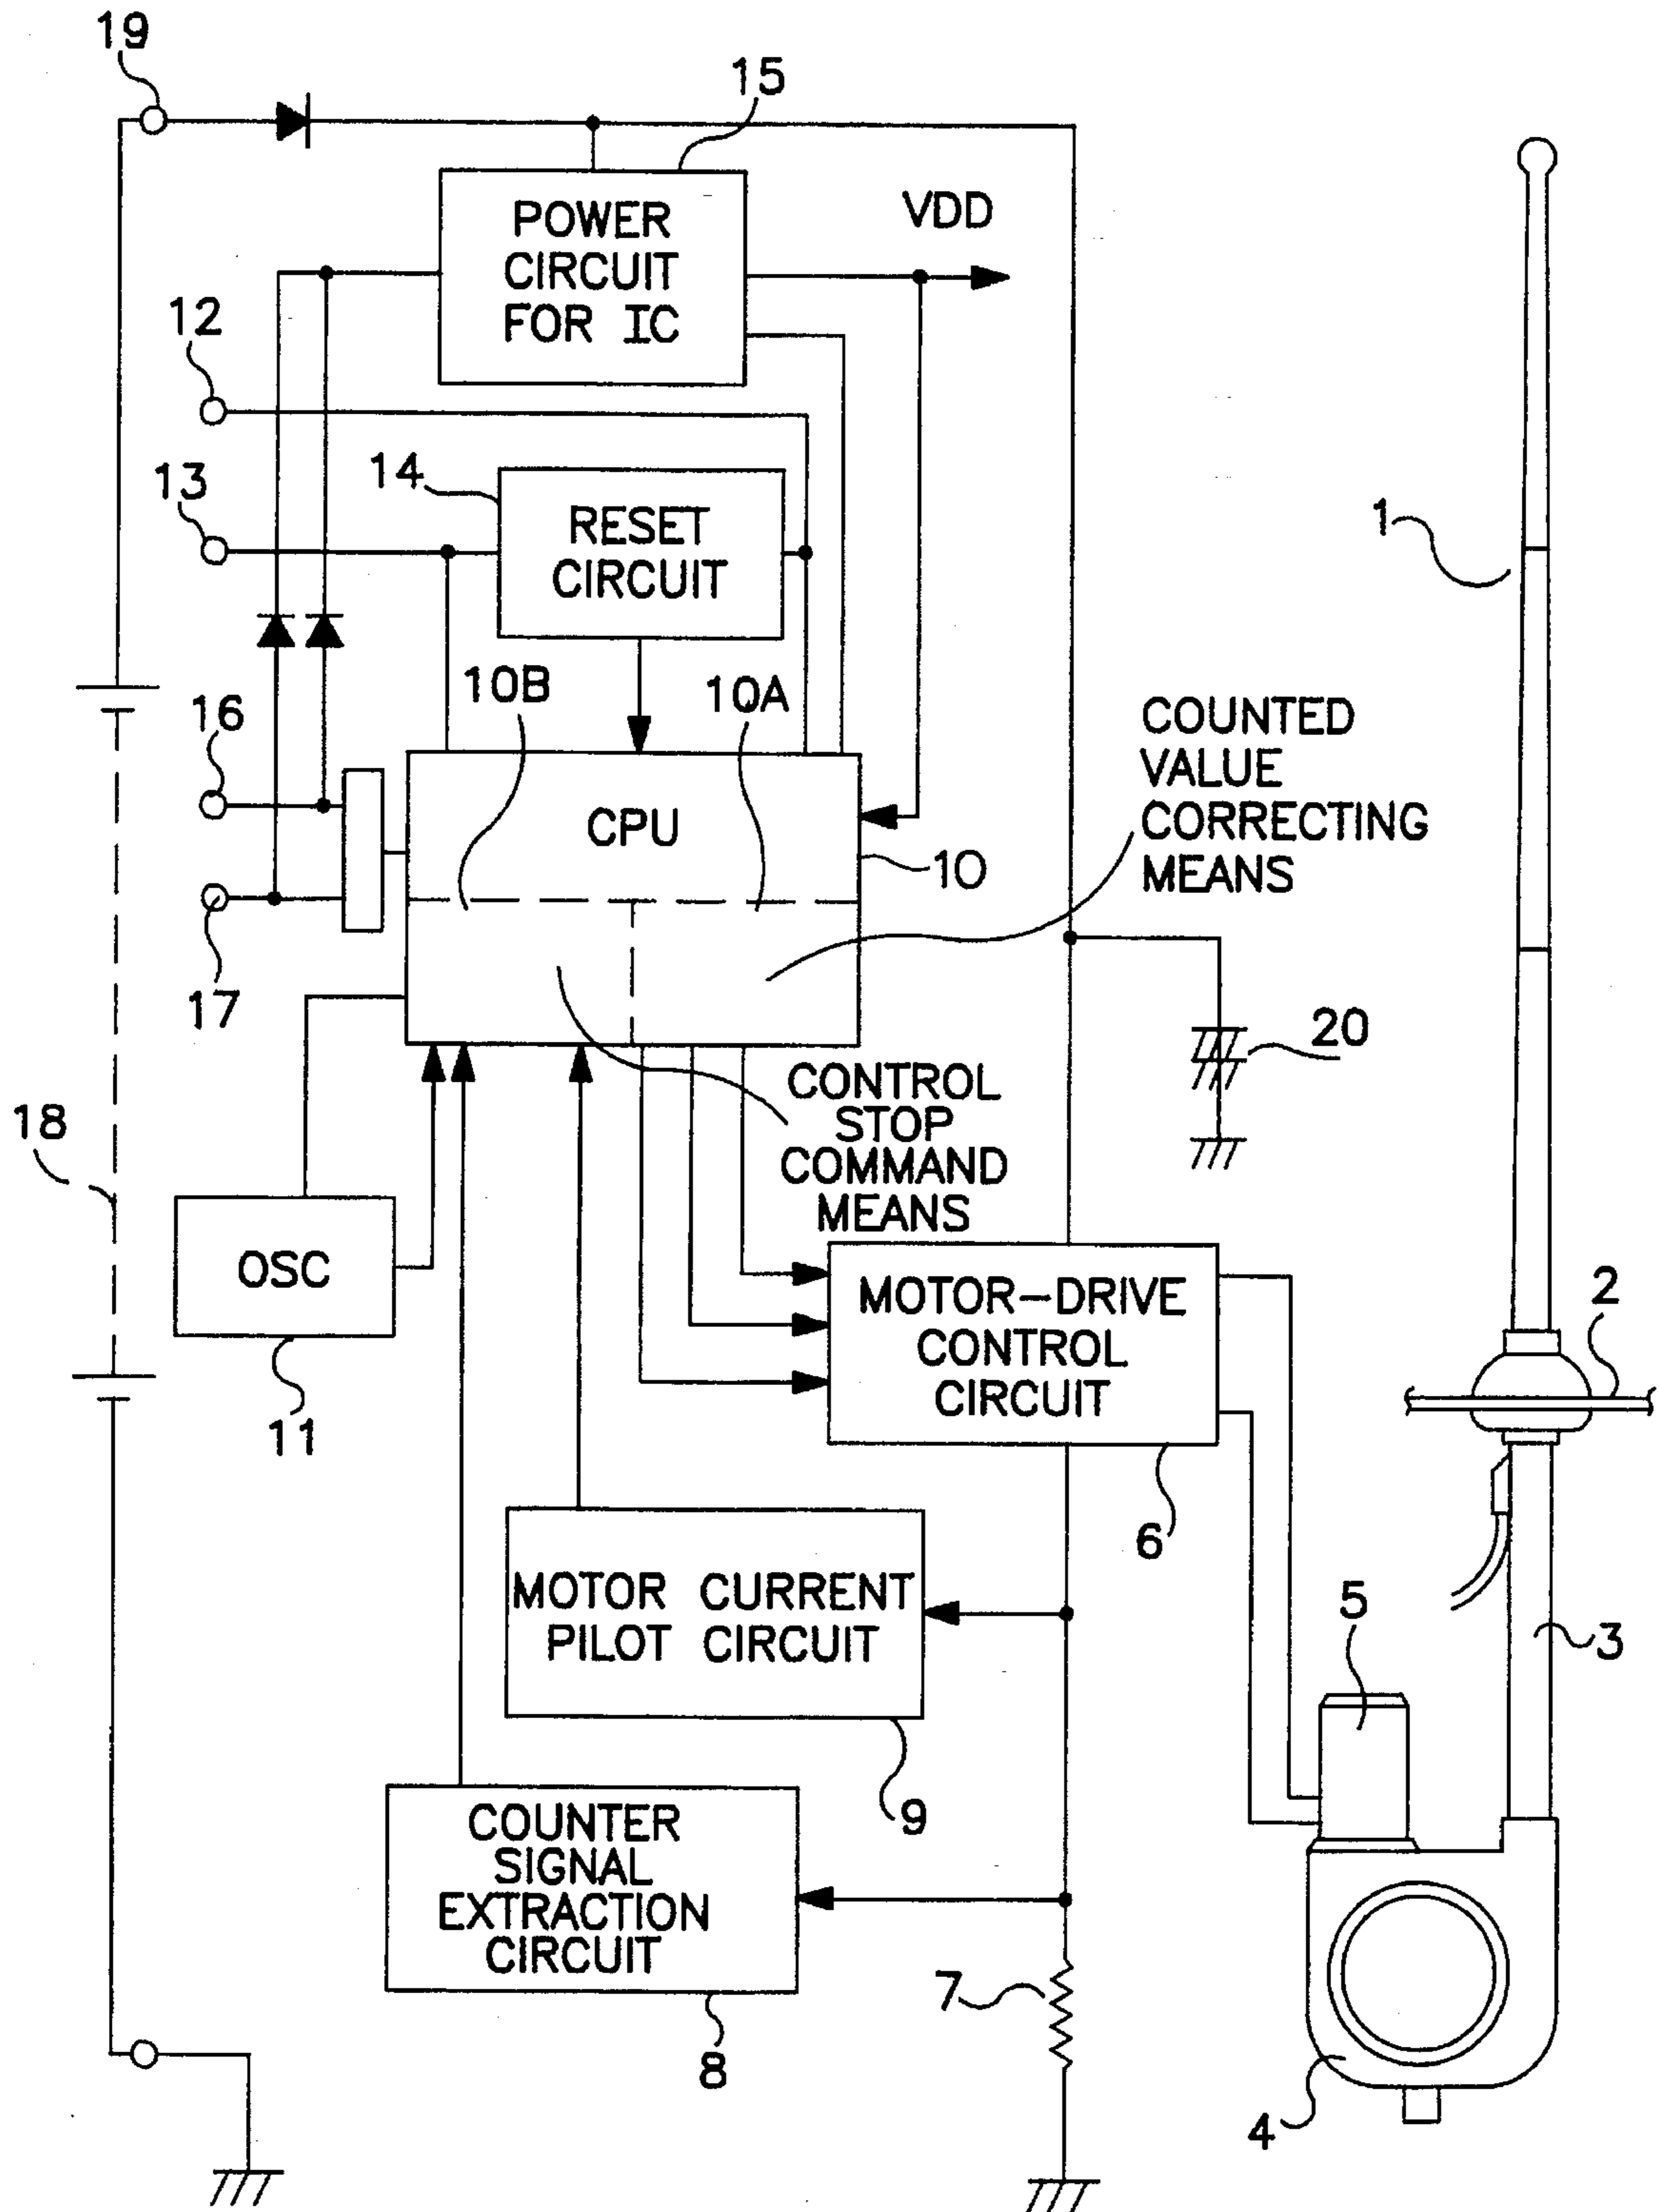 19
15
POWER
CIRCUIT
FOR IC
VDD
12
13
14
RESET
CIRCUIT
1
10B
10A
16
CPU
10
COUNTED
VALUE
CORRECTING
MEANS
17
20
CONTROL
STOP
COMMAND
MEANS
18
OSC
11
MOTOR-DRIVE
CONTROL
CIRCUIT
2
6
MOTOR CURRENT
PILOT CIRCUIT
5
3
9
COUNTER
SIGNAL
EXTRACTION
CIRCUIT
7
8
4